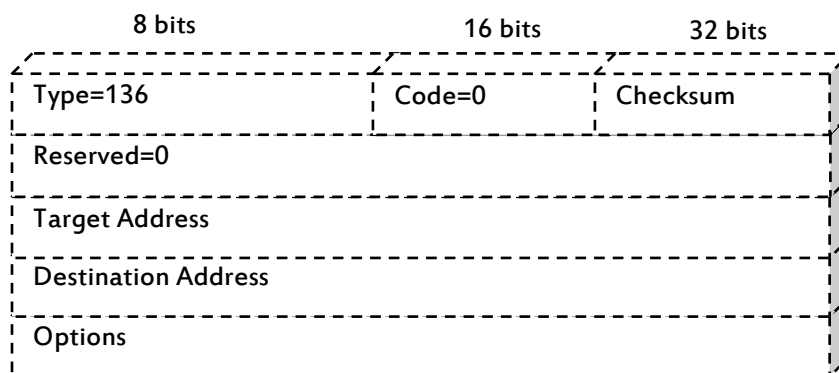 8 bits 16 bits 32 bits
Type=136 Code=0 Checksum
Reserved=0
Target Address
Destination Address
Options